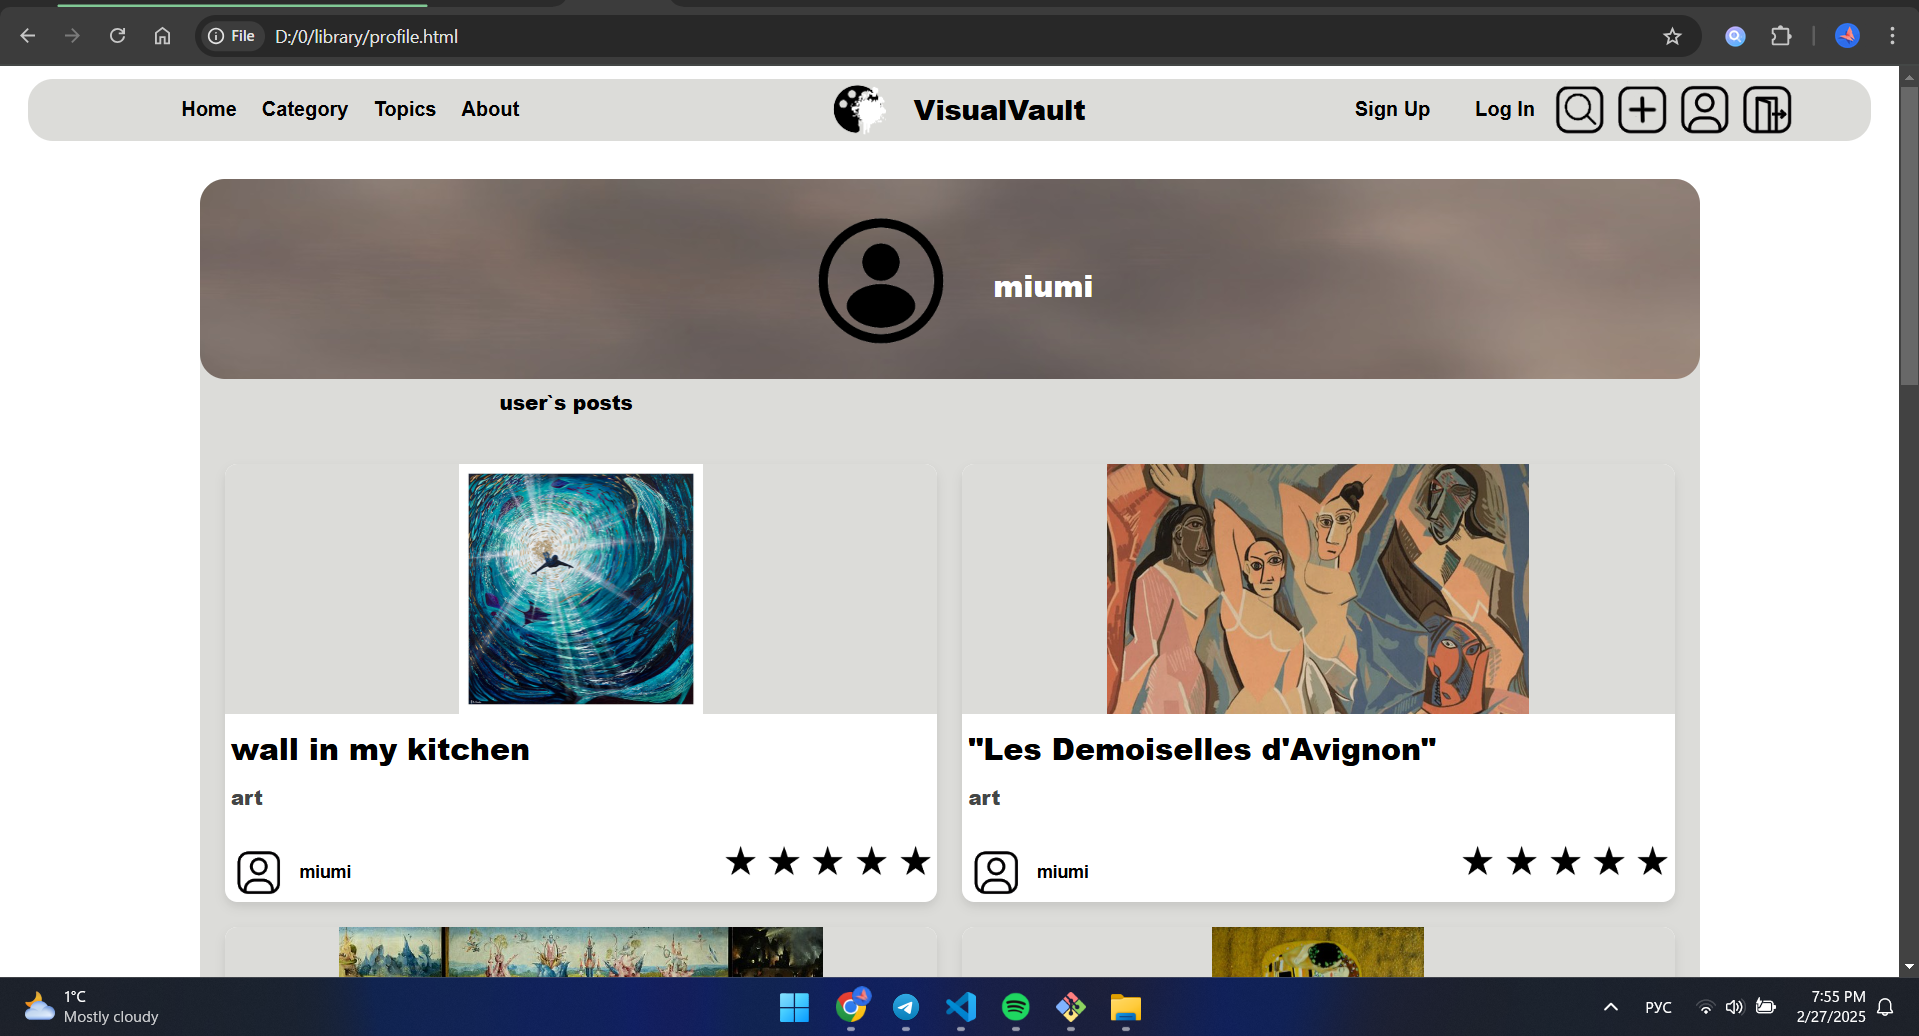 File D:/0/library/profile.html
Home Category Topics About VisualVault Sign Up Log In
miumi
user`s posts
wall in my kitchen
art
miumi ★ ★ ★ ★ ★
"Les Demoiselles d'Avignon"
art
miumi ★ ★ ★ ★ ★
1°C
Mostly cloudy
РУС
7:55 PM
2/27/2025